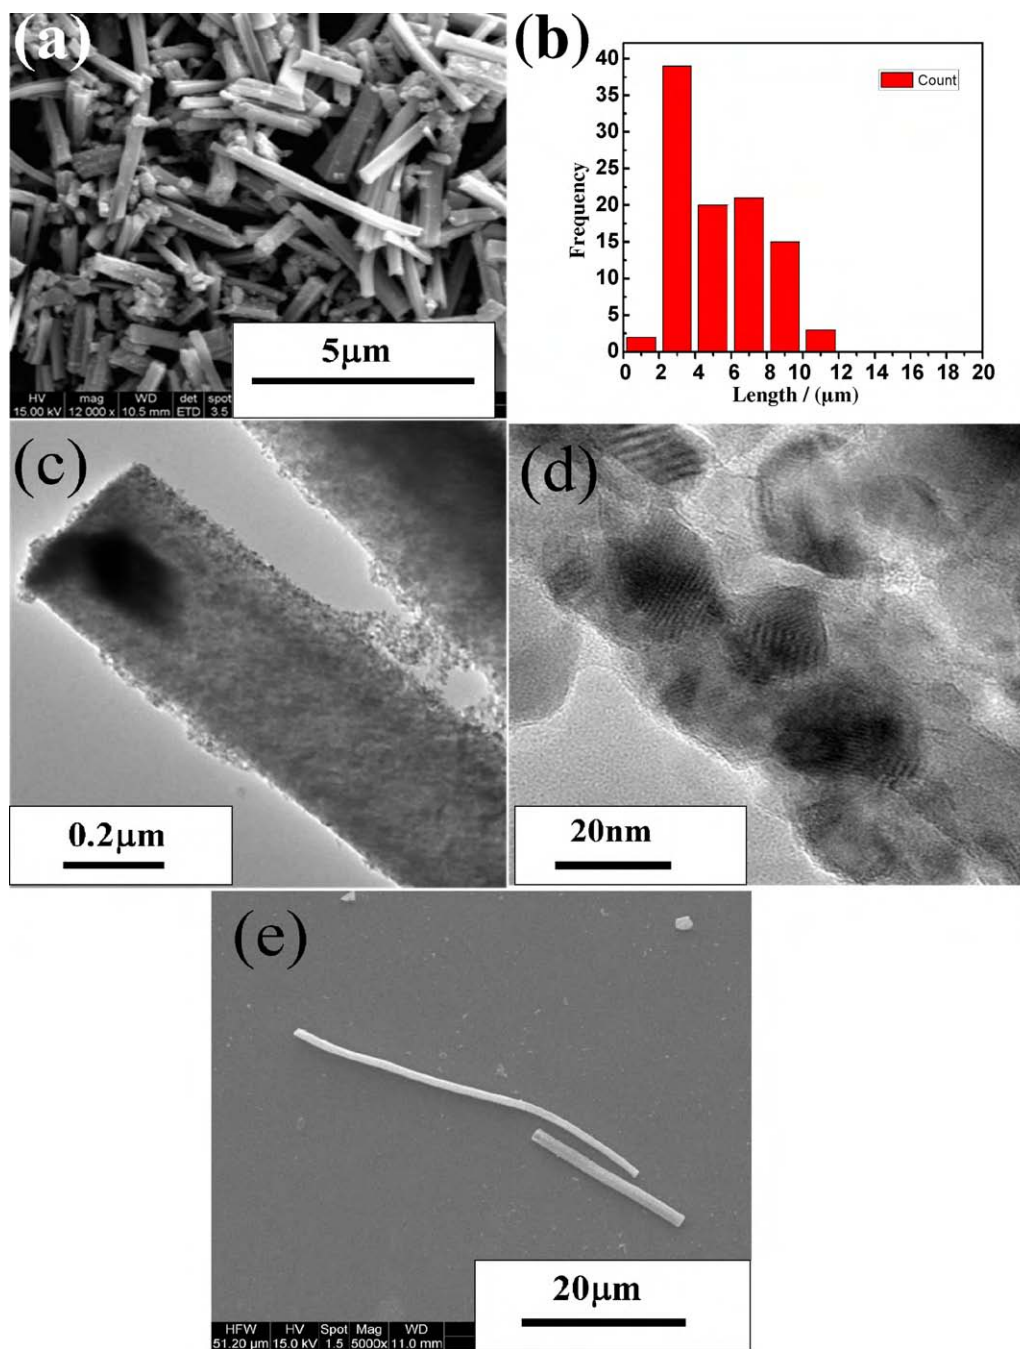 (a)
5μm
HV mag WD det spot
15.00 kV 12 000 x 10.5 mm ETD 3.5
(b)
Count
Frequency
40
35
30
25
20
15
10
5
0
0 2 4 6 8 10 12 14 16 18 20
Length / (μm)
(c)
0.2μm
(d)
20nm
(e)
20μm
HFW HV Spot Mag WD
51.20 μm 15.0 kV 1.5 5000x 11.0 mm